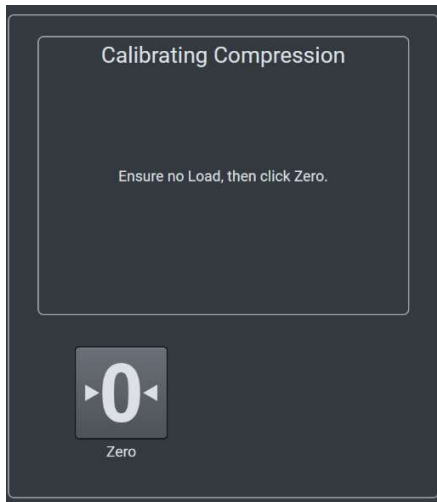 Calibrating Compression
Ensure no Load, then click Zero.
0
Zero